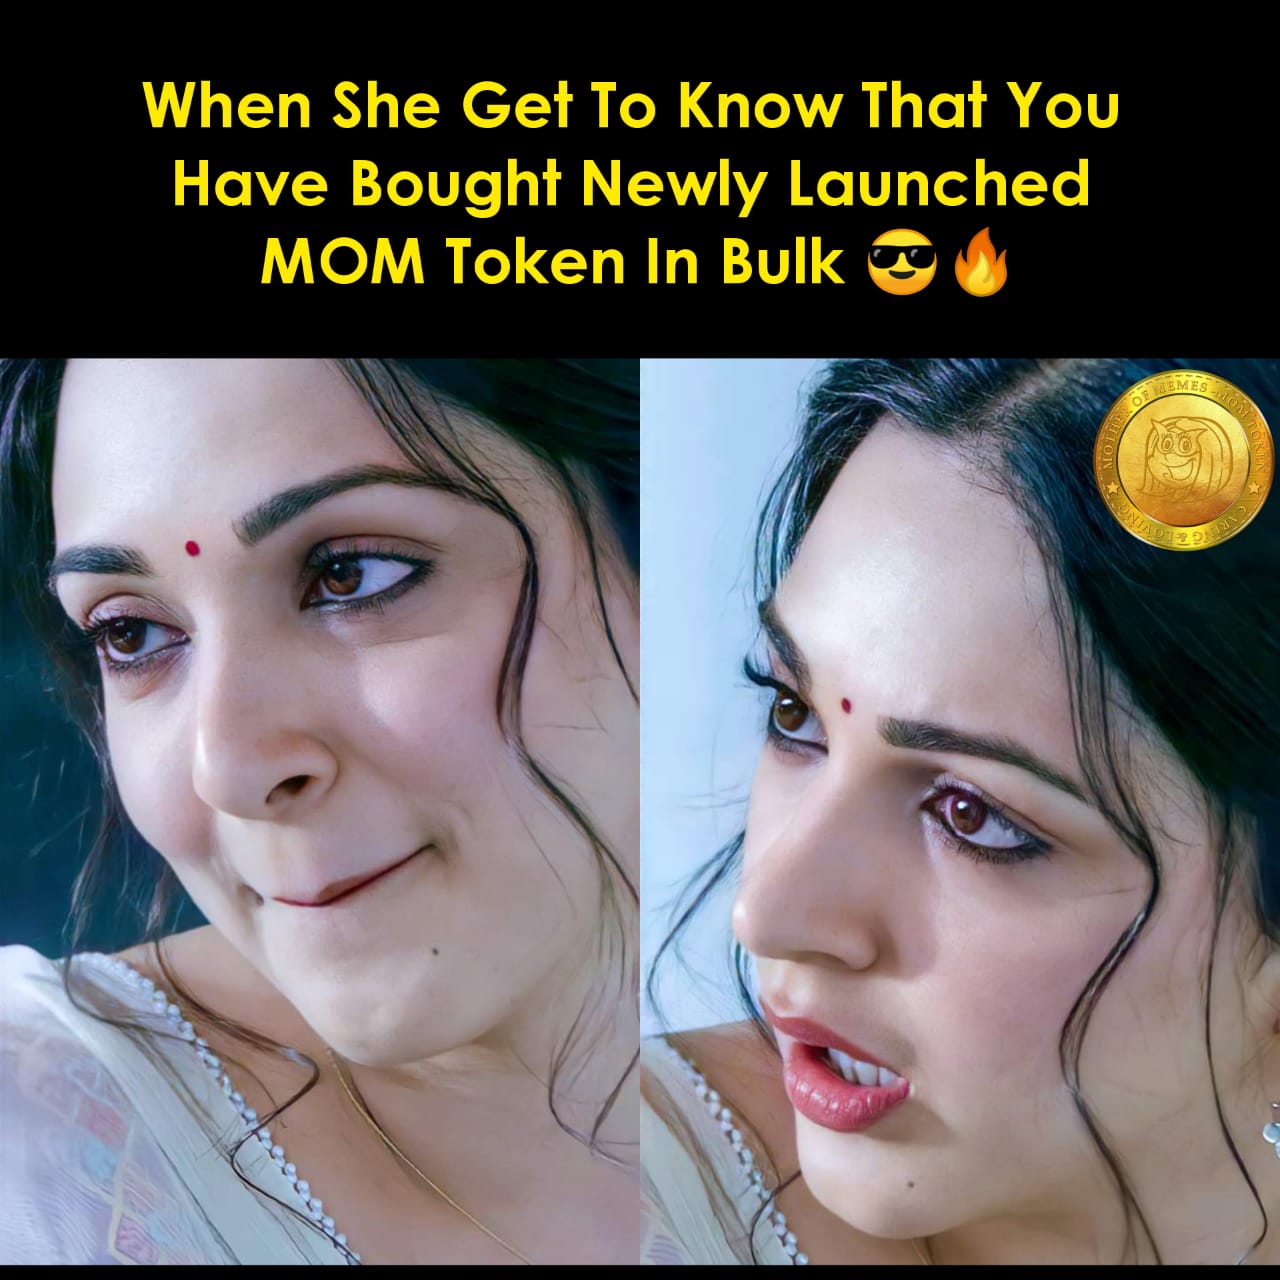 When She Get To Know That You
Have Bought Newly Launched
MOM Token In Bulk 😎🔥
MOTHER OF MEMES - MOM TOKEN
CARING & LOVING